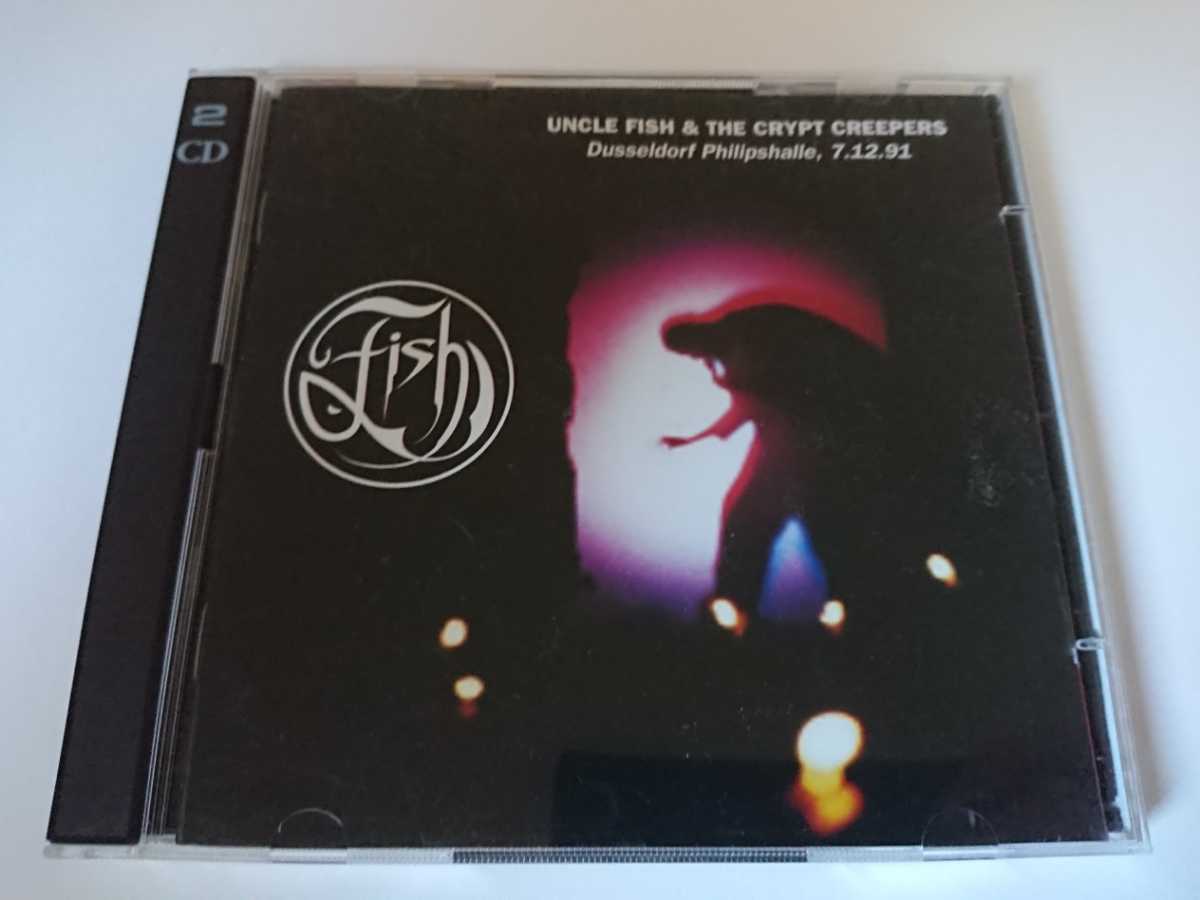 2
CD
UNCLE FISH & THE CRYPT CREEPERS
Dusseldorf Philipshalle, 7.12.91
Fish